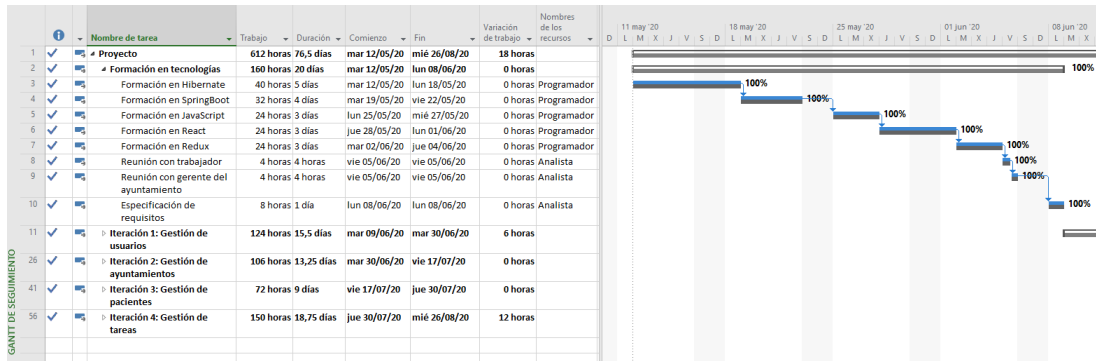 Nombre de tarea Trabajo Duración Comienzo Fin Variación de trabajo Nombres de los recursos
11 may '20 18 may '20 25 may '20 01 jun '20 08 jun '20
D L M X J V S D L M X J V S D L M X J V S D L M X J V S D L M X
1 Proyecto 612 horas 76,5 días mar 12/05/20 mié 26/08/20 18 horas
2 Formación en tecnologías 160 horas 20 días mar 12/05/20 lun 08/06/20 0 horas 100%
3 Formación en Hibernate 40 horas 5 días mar 12/05/20 lun 18/05/20 0 horas Programador 100%
4 Formación en SpringBoot 32 horas 4 días mar 19/05/20 vie 22/05/20 0 horas Programador 100%
5 Formación en JavaScript 24 horas 3 días lun 25/05/20 mié 27/05/20 0 horas Programador 100%
6 Formación en React 24 horas 3 días jue 28/05/20 lun 01/06/20 0 horas Programador 100%
7 Formación en Redux 24 horas 3 días mar 02/06/20 jue 04/06/20 0 horas Programador 100%
8 Reunión con trabajador 4 horas 4 horas vie 05/06/20 vie 05/06/20 0 horas Analista 100%
9 Reunión con gerente del ayuntamiento 4 horas 4 horas vie 05/06/20 vie 05/06/20 0 horas Analista 100%
10 Especificación de requisitos 8 horas 1 día lun 08/06/20 lun 08/06/20 0 horas Analista 100%
11 Iteración 1: Gestión de usuarios 124 horas 15,5 días mar 09/06/20 mar 30/06/20 6 horas
26 Iteración 2: Gestión de ayuntamientos 106 horas 13,25 días mar 30/06/20 vie 17/07/20 0 horas
41 Iteración 3: Gestión de pacientes 72 horas 9 días vie 17/07/20 jue 30/07/20 0 horas
56 Iteración 4: Gestión de tareas 150 horas 18,75 días jue 30/07/20 mié 26/08/20 12 horas
GANTT DE SEGUIMIENTO